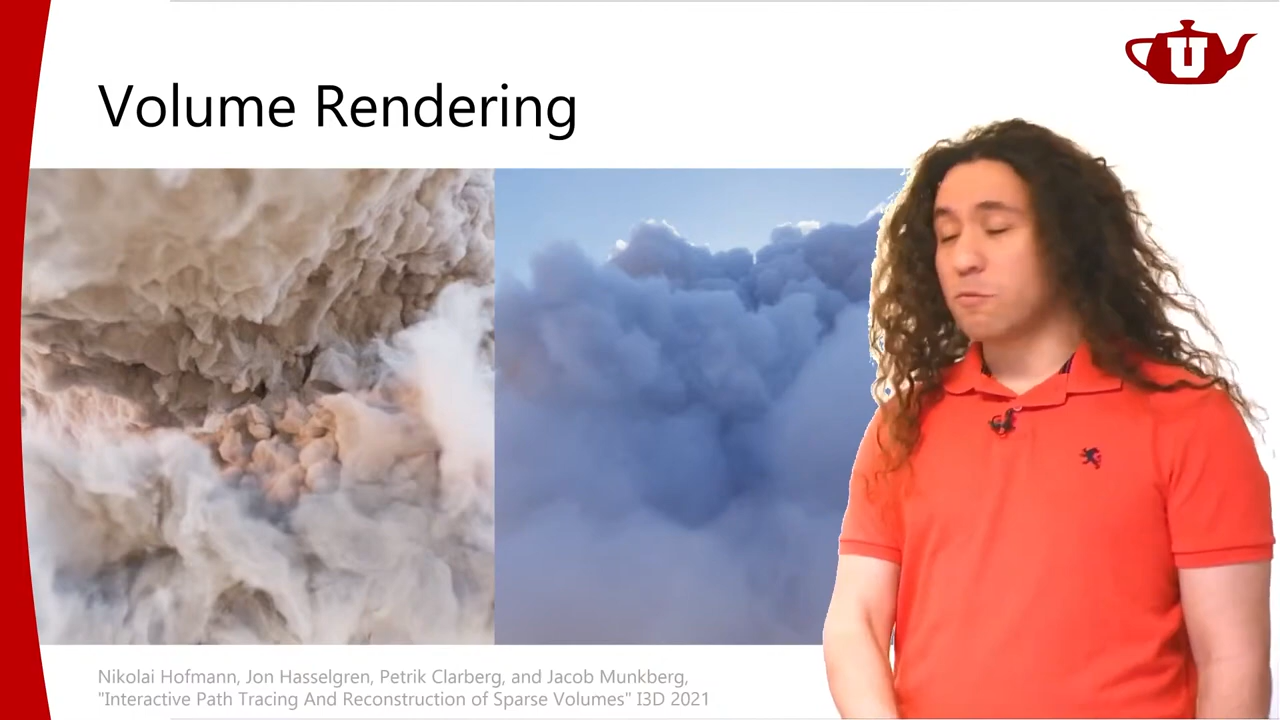 U
Volume Rendering
Nikolai Hofmann, Jon Hasselgren, Petrik Clarberg, and Jacob Munkberg,
"Interactive Path Tracing And Reconstruction of Sparse Volumes" I3D 2021